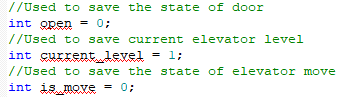 //Used to save the state of door
int open = 0;
//Used to save current elevator level
int current_level = 1;
//Used to save the state of elevator move
int is_move = 0;